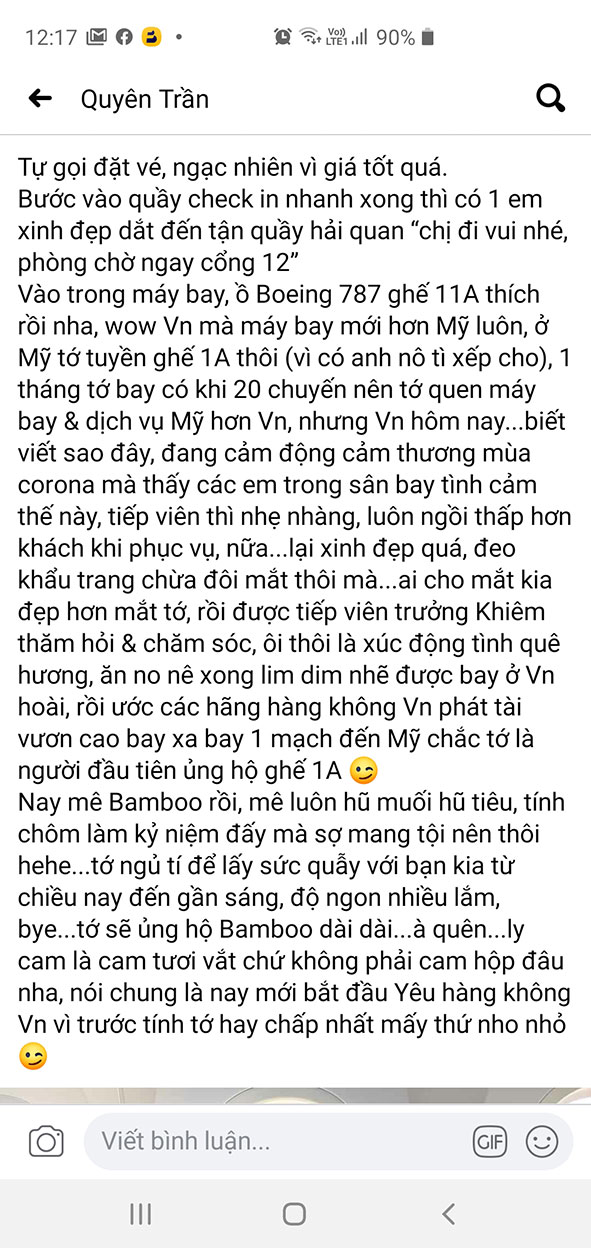 12:17 90%
Quyên Trần
Tự gọi đặt vé, ngạc nhiên vì giá tốt quá.
Bước vào quầy check in nhanh xong thì có 1 em
xinh đẹp dắt đến tận quầy hải quan “chị đi vui nhé,
phòng chờ ngay cổng 12”
Vào trong máy bay, ồ Boeing 787 ghế 11A thích
rồi nha, wow Vn mà máy bay mới hơn Mỹ luôn, ở
Mỹ tớ tuyền ghế 1A thôi (vì có anh nô tì xếp cho), 1
tháng tớ bay có khi 20 chuyến nên tớ quen máy
bay & dịch vụ Mỹ hơn Vn, nhưng Vn hôm nay...biết
viết sao đây, đang cảm động cảm thương mùa
corona mà thấy các em trong sân bay tình cảm
thế này, tiếp viên thì nhẹ nhàng, luôn ngồi thấp hơn
khách khi phục vụ, nữa...lại xinh đẹp quá, đeo
khẩu trang chừa đôi mắt thôi mà...ai cho mắt kia
đẹp hơn mắt tớ, rồi được tiếp viên trưởng Khiêm
thăm hỏi & chăm sóc, ôi thôi là xúc động tình quê
hương, ăn no nê xong lim dim nhẽ được bay ở Vn
hoài, rồi ước các hãng hàng không Vn phát tài
vươn cao bay xa bay 1 mạch đến Mỹ chắc tớ là
người đầu tiên ủng hộ ghế 1A 😉
Nay mê Bamboo rồi, mê luôn hũ muối hũ tiêu, tính
chôm làm kỷ niệm đấy mà sợ mang tội nên thôi
hehe...tớ ngủ tí để lấy sức quẫy với bạn kia từ
chiều nay đến gần sáng, độ ngon nhiều lắm,
bye...tớ sẽ ủng hộ Bamboo dài dài...à quên...ly
cam là cam tươi vắt chứ không phải cam hộp đâu
nha, nói chung là nay mới bắt đầu Yêu hàng không
Vn vì trước tính tớ hay chấp nhất mấy thứ nho nhỏ
😉
Viết bình luận... GIF